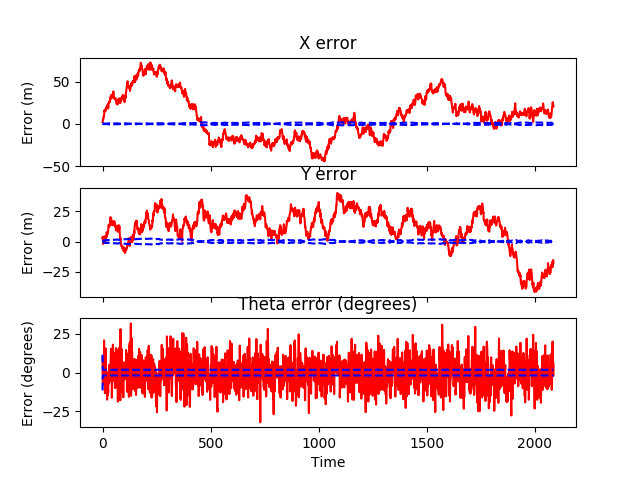 X error
50
0
−50
Error (m)
Y error
25
0
−25
Error (m)
Theta error (degrees)
25
0
−25
Error (degrees)
0 500 1000 1500 2000
Time